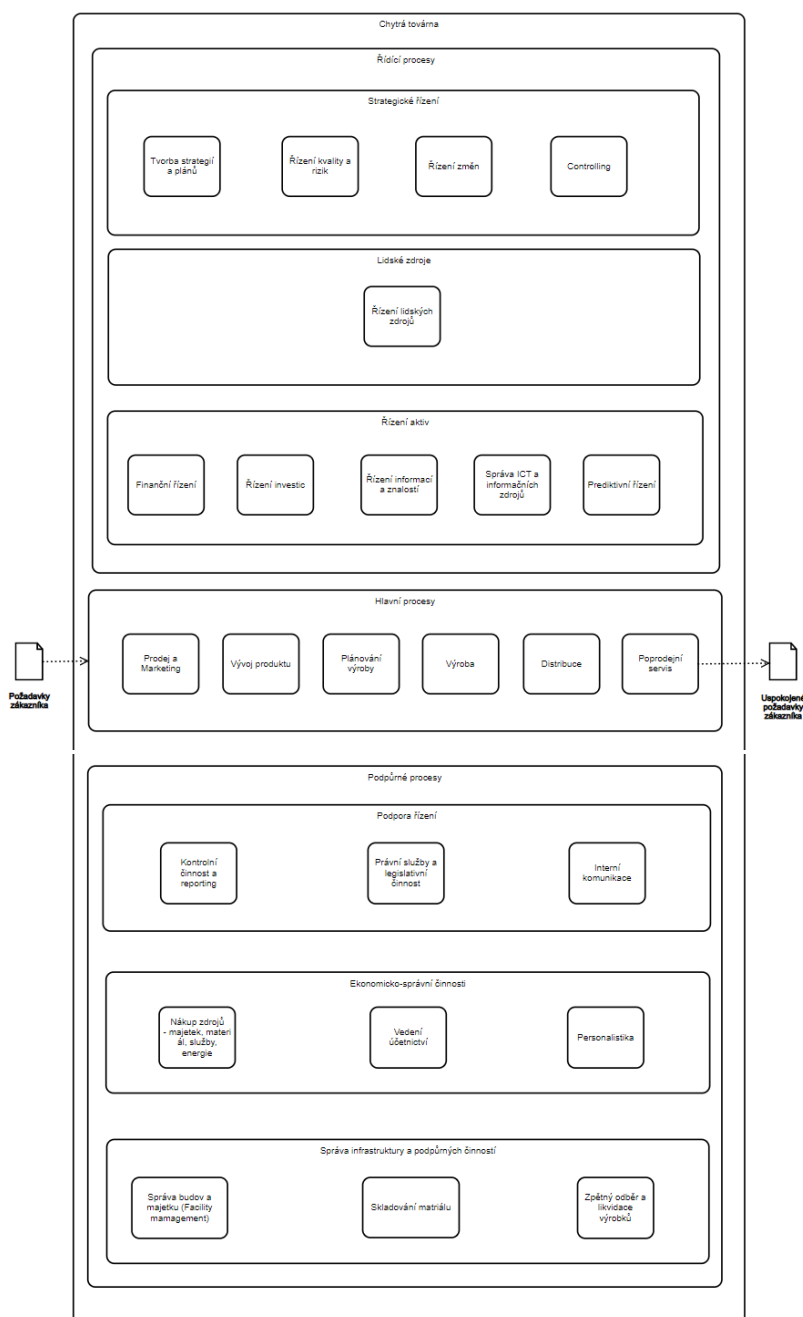 Chytrá továrna
Řídící procesy
Strategické řízení
Tvorba strategií
a plánů
Řízení kvality a
rizik
Řízení změn
Controlling
Lidské zdroje
Řízení lidských
zdrojů
Řízení aktiv
Finanční řízení
Řízení investic
Řízení informací
a znalostí
Správa ICT a
informačních
zdrojů
Prediktivní řízení
Hlavní procesy
Požadavky
zákazníka
Prodej a
Marketing
Vývoj produktu
Plánování
výroby
Výroba
Distribuce
Poprodejní
servis
Uspokojené
požadavky
zákazníka
Podpůrné procesy
Podpora řízení
Kontrolní
činnost a
reporting
Právní služby a
legislativní
činnost
Interní
komunikace
Ekonomicko-správní činnosti
Nákup zdrojů
- majetek, materi
ál, služby,
energie
Vedení
účetnictví
Personalistika
Správa infrastruktury a podpůrných činností
Správa budov a
majetku (Facility
mamagement)
Skladování matriálu
Zpětný odběr a
likvidace
výrobků